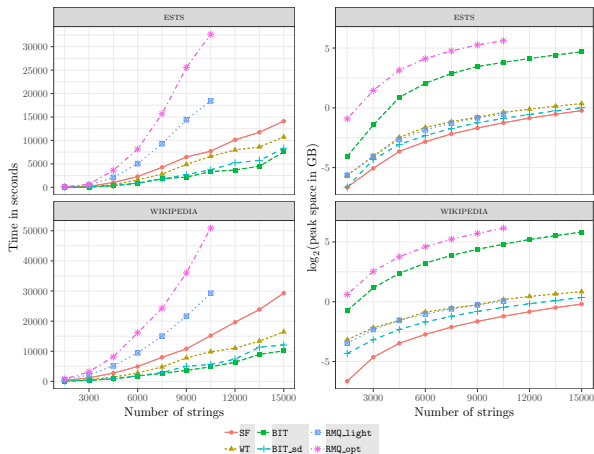 ESTS ESTS
30000
25000
20000
15000
10000
5000
0
0
-5
WIKIPEDIA WIKIPEDIA
50000
40000
30000
20000
10000
0
5
0
-5
Time in seconds
log2(peak space in GB)
3000 6000 9000 12000 15000 3000 6000 9000 12000 15000
Number of strings Number of strings
SF BIT RMQ_light
WT BIT_sd RMQ_opt